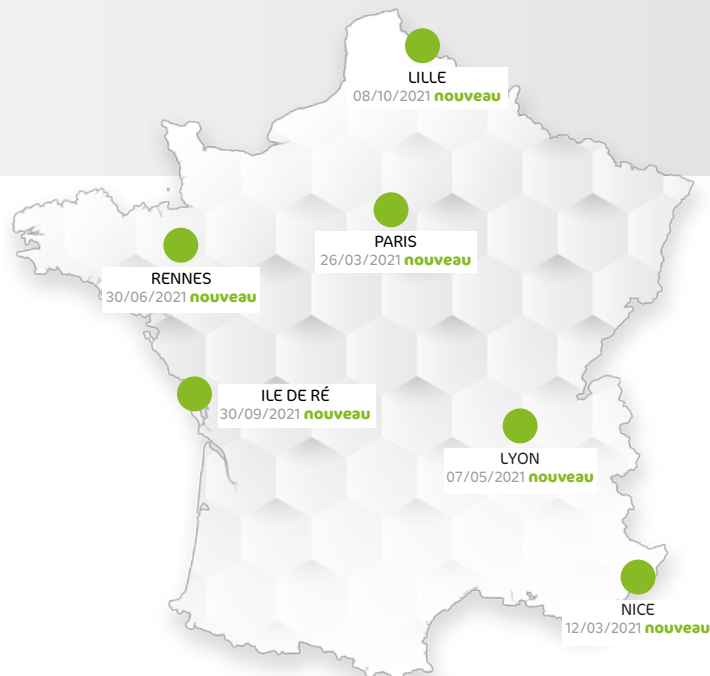 LILLE
08/10/2021 nouveau
PARIS
26/03/2021 nouveau
RENNES
30/06/2021 nouveau
ILE DE RÉ
30/09/2021 nouveau
LYON
07/05/2021 nouveau
NICE
12/03/2021 nouveau